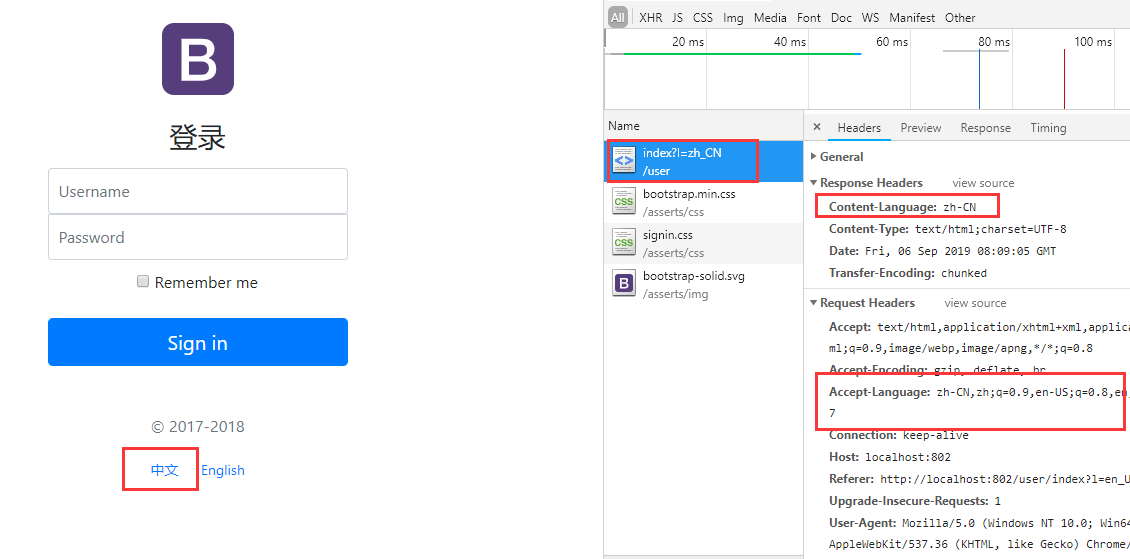 B
登录
Username
Password
Remember me
Sign in
© 2017-2018
中文 English
All XHR JS CSS Img Media Font Doc WS Manifest Other
20 ms 40 ms 60 ms 80 ms 100 ms
Name
index?l=zh_CN
/user
CSS
bootstrap.min.css
/asserts/css
CSS
signin.css
/asserts/css
B
bootstrap-solid.svg
/asserts/img
× Headers Preview Response Timing
General
Response Headers view source
Content-Language: zh-CN
Content-Type: text/html;charset=UTF-8
Date: Fri, 06 Sep 2019 08:09:05 GMT
Transfer-Encoding: chunked
Request Headers view source
Accept: text/html,application/xhtml+xml,applica
ml;q=0.9,image/webp,image/apng,*/*;q=0.8
Accept-Encoding: gzip, deflate, br
Accept-Language: zh-CN,zh;q=0.9,en-US;q=0.8,en
7
Connection: keep-alive
Host: localhost:802
Referer: http://localhost:802/user/index?l=en_U
Upgrade-Insecure-Requests: 1
User-Agent: Mozilla/5.0 (Windows NT 10.0; Win64
AppleWebKit/537.36 (KHTML, like Gecko) Chrome/